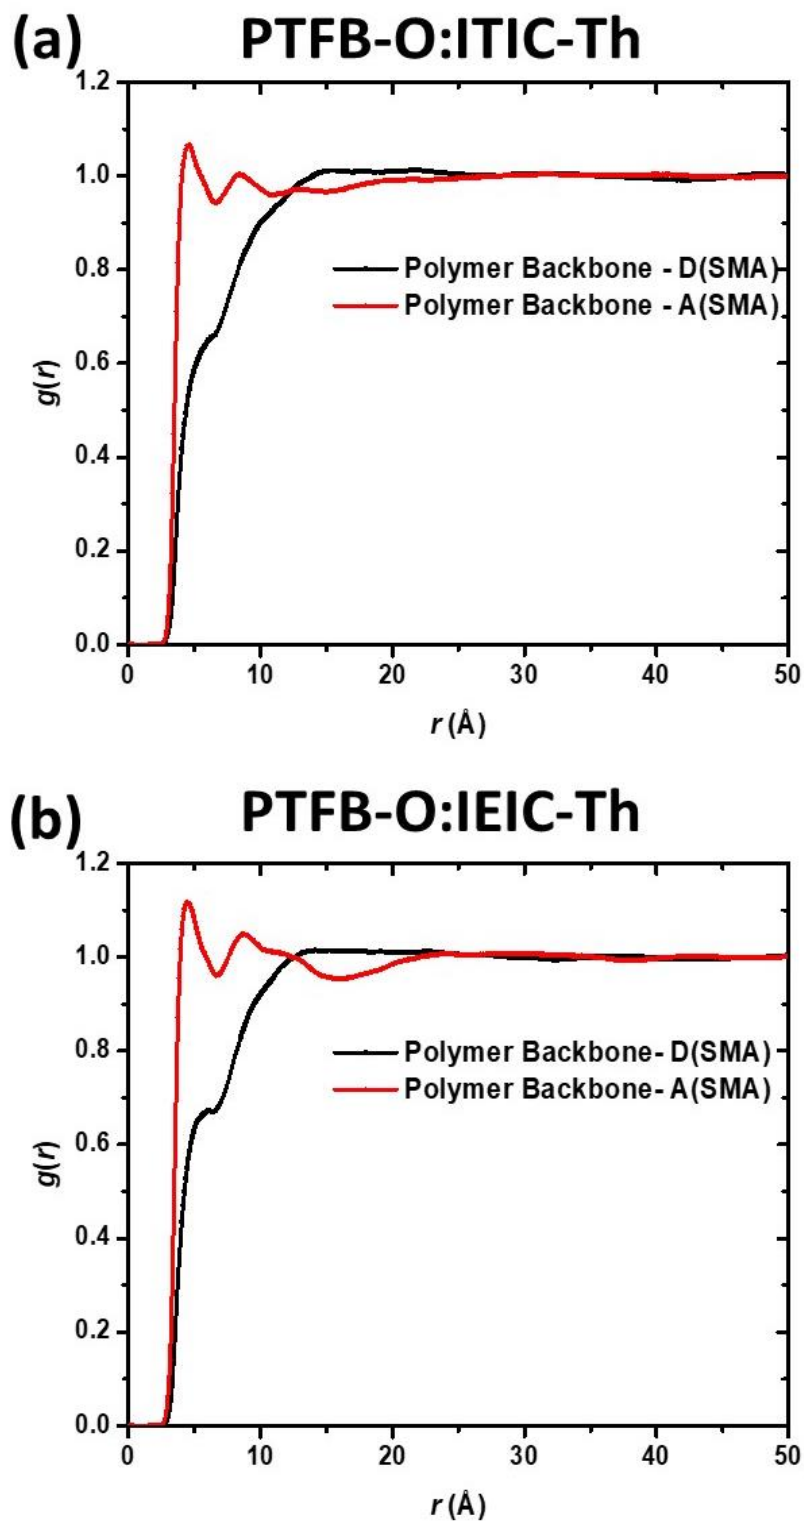 (a) PTFB-O:ITIC-Th
1.2
1.0
0.8
0.6
0.4
0.2
0.0
g(r)
Polymer Backbone - D(SMA)
Polymer Backbone - A(SMA)
0 10 20 30 40 50
r (Å)
(b) PTFB-O:IEIC-Th
1.2
1.0
0.8
0.6
0.4
0.2
0.0
g(r)
Polymer Backbone- D(SMA)
Polymer Backbone- A(SMA)
0 10 20 30 40 50
r (Å)